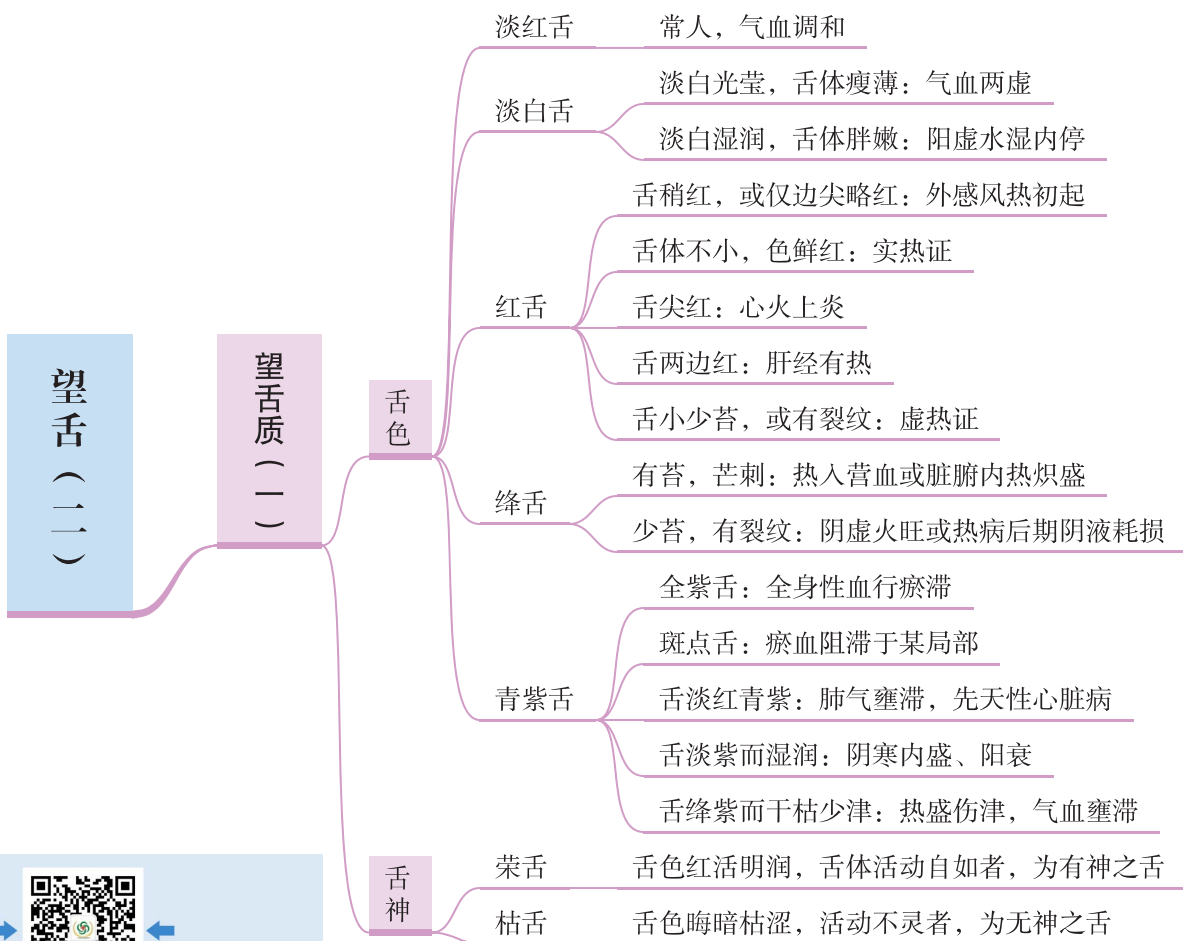 望舌（二）
望舌质（一）
舌色
淡红舌
常人，气血调和
淡白舌
淡白光莹，舌体瘦薄：气血两虚
淡白湿润，舌体胖嫩：阳虚水湿内停
红舌
舌稍红，或仅边尖略红：外感风热初起
舌体不小，色鲜红：实热证
舌尖红：心火上炎
舌两边红：肝经有热
舌小少苔，或有裂纹：虚热证
绛舌
有苔，芒刺：热入营血或脏腑内热炽盛
少苔，有裂纹：阴虚火旺或热病后期阴液耗损
青紫舌
全紫舌：全身性血行瘀滞
斑点舌：瘀血阻滞于某局部
舌淡红青紫：肺气壅滞，先天性心脏病
舌淡紫而湿润：阴寒内盛、阳衰
舌绛紫而干枯少津：热盛伤津，气血壅滞
舌神
荣舌
舌色红活明润，舌体活动自如者，为有神之舌
枯舌
舌色晦暗枯涩，活动不灵者，为无神之舌